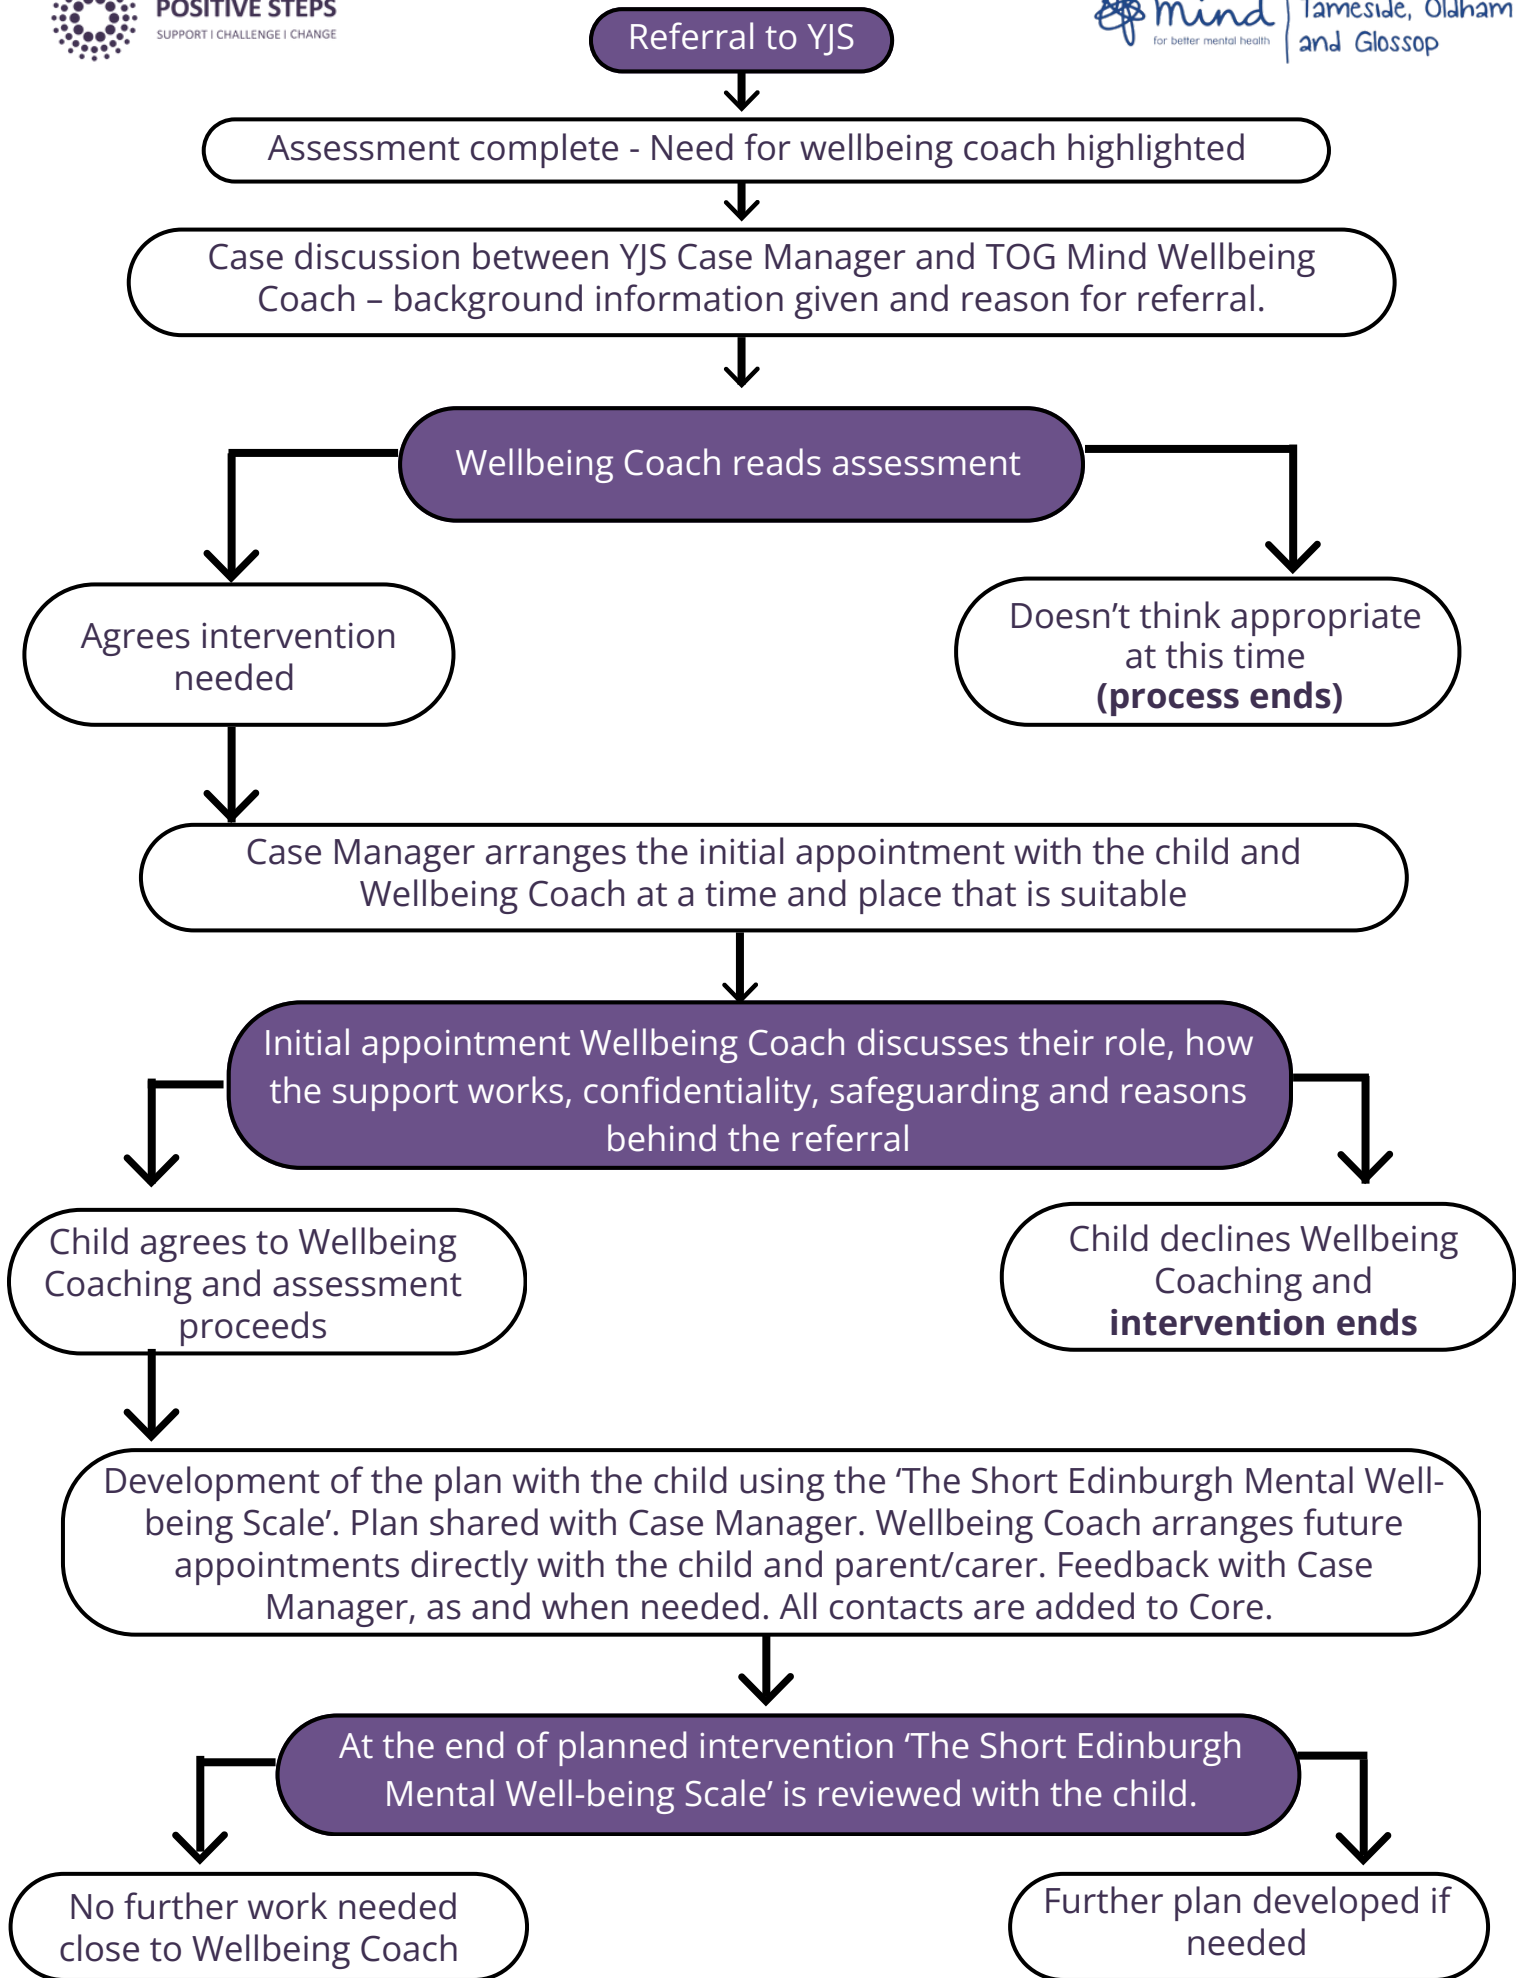 POSITIVE STEPS
SUPPORT | CHALLENGE | CHANGE
mind
for better mental health
Tameside, Oldham
and Glossop
Referral to YJS
Assessment complete - Need for wellbeing coach highlighted
Case discussion between YJS Case Manager and TOG Mind Wellbeing
Coach – background information given and reason for referral.
Wellbeing Coach reads assessment
Agrees intervention
needed
Doesn’t think appropriate
at this time
(process ends)
Case Manager arranges the initial appointment with the child and
Wellbeing Coach at a time and place that is suitable
Initial appointment Wellbeing Coach discusses their role, how
the support works, confidentiality, safeguarding and reasons
behind the referral
Child agrees to Wellbeing
Coaching and assessment
proceeds
Child declines Wellbeing
Coaching and
intervention ends
Development of the plan with the child using the ‘The Short Edinburgh Mental Well-
being Scale’. Plan shared with Case Manager. Wellbeing Coach arranges future
appointments directly with the child and parent/carer. Feedback with Case
Manager, as and when needed. All contacts are added to Core.
At the end of planned intervention ‘The Short Edinburgh
Mental Well-being Scale’ is reviewed with the child.
No further work needed
close to Wellbeing Coach
Further plan developed if
needed